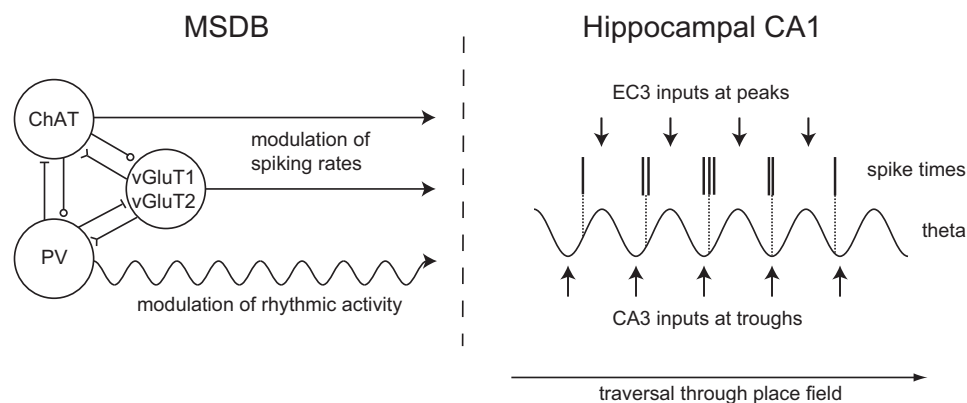 MSDB
Hippocampal CA1
ChAT
vGluT1
vGluT2
PV
modulation of
spiking rates
modulation of rhythmic activity
EC3 inputs at peaks
spike times
theta
CA3 inputs at troughs
traversal through place field